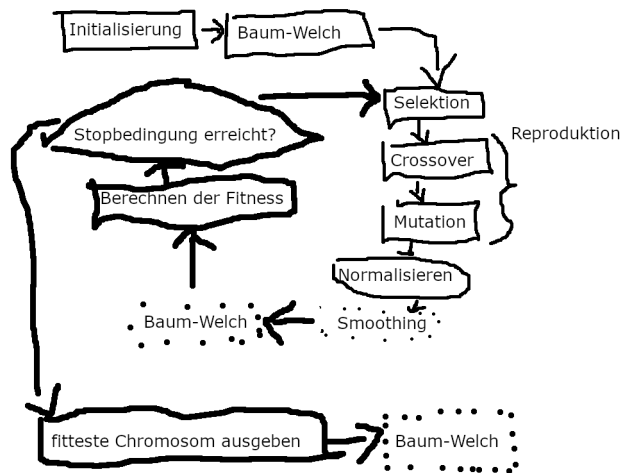 Initialisierung
Baum-Welch
Selektion
Stopbedingung erreicht?
Crossover
Reproduktion
Berechnen der Fitness
Mutation
Normalisieren
Baum-Welch
Smoothing
fitteste Chromosom ausgeben
Baum-Welch